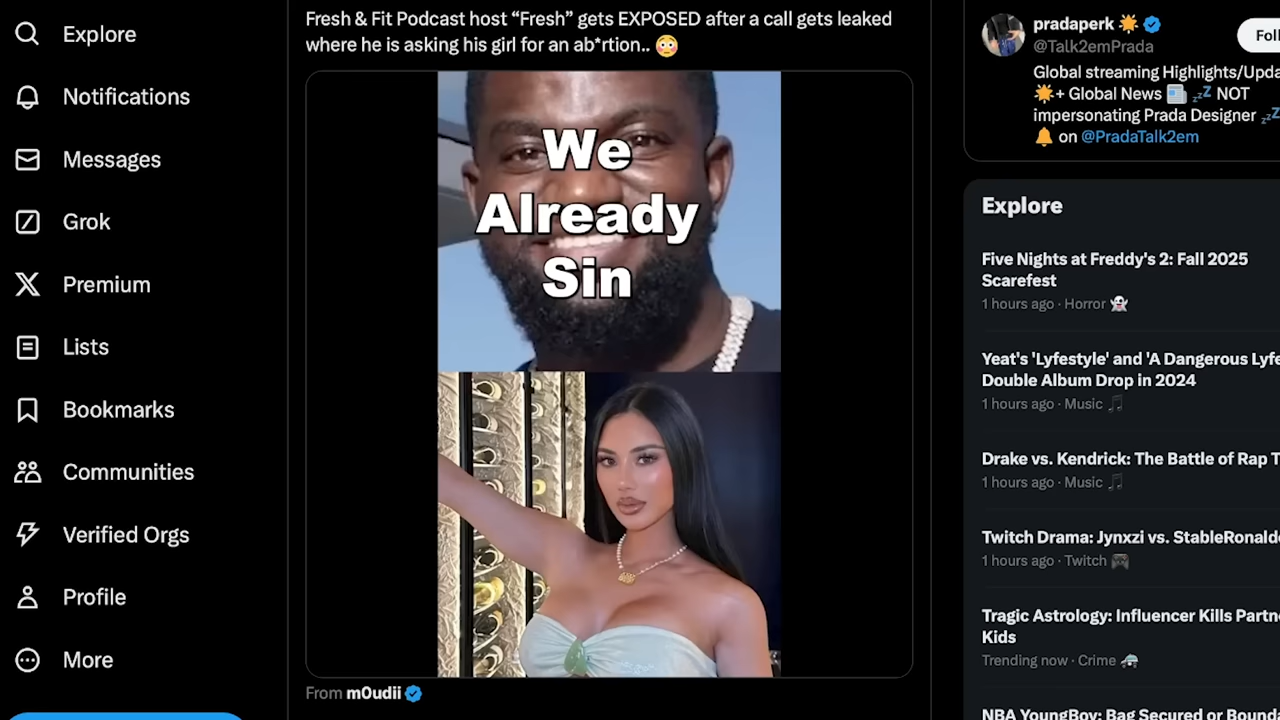 Explore
Notifications
Messages
Grok
Premium
Lists
Bookmarks
Communities
Verified Orgs
Profile
More
Fresh & Fit Podcast host “Fresh” gets EXPOSED after a call gets leaked
where he is asking his girl for an ab*rtion.. 😳
We
Already
Sin
From m0udii
pradaperk ☀️
@Talk2emPrada
Global streaming Highlights/Upda
☀️+ Global News 📰 💤 NOT
impersonating Prada Designer 💤
🔔 on @PradaTalk2em
Foll
Explore
Five Nights at Freddy's 2: Fall 2025
Scarefest
1 hours ago · Horror 👻
Yeat's 'Lyfestyle' and 'A Dangerous Lyfe
Double Album Drop in 2024
1 hours ago · Music 🎵
Drake vs. Kendrick: The Battle of Rap T
1 hours ago · Music 🎵
Twitch Drama: Jynxzi vs. StableRonald
1 hours ago · Twitch 🎮
Tragic Astrology: Influencer Kills Partn
Kids
Trending now · Crime 🚓
NBA YoungBoy: Bag Secured or Bound